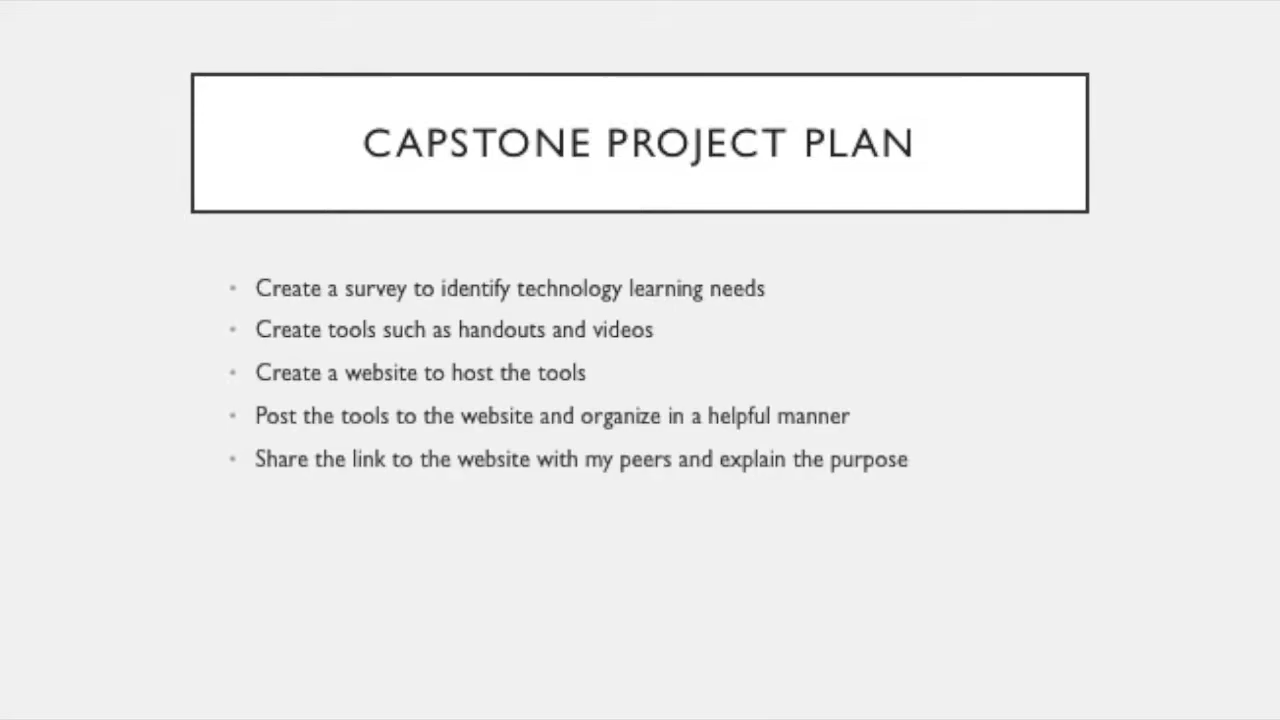 CAPSTONE PROJECT PLAN
• Create a survey to identify technology learning needs
• Create tools such as handouts and videos
• Create a website to host the tools
• Post the tools to the website and organize in a helpful manner
• Share the link to the website with my peers and explain the purpose